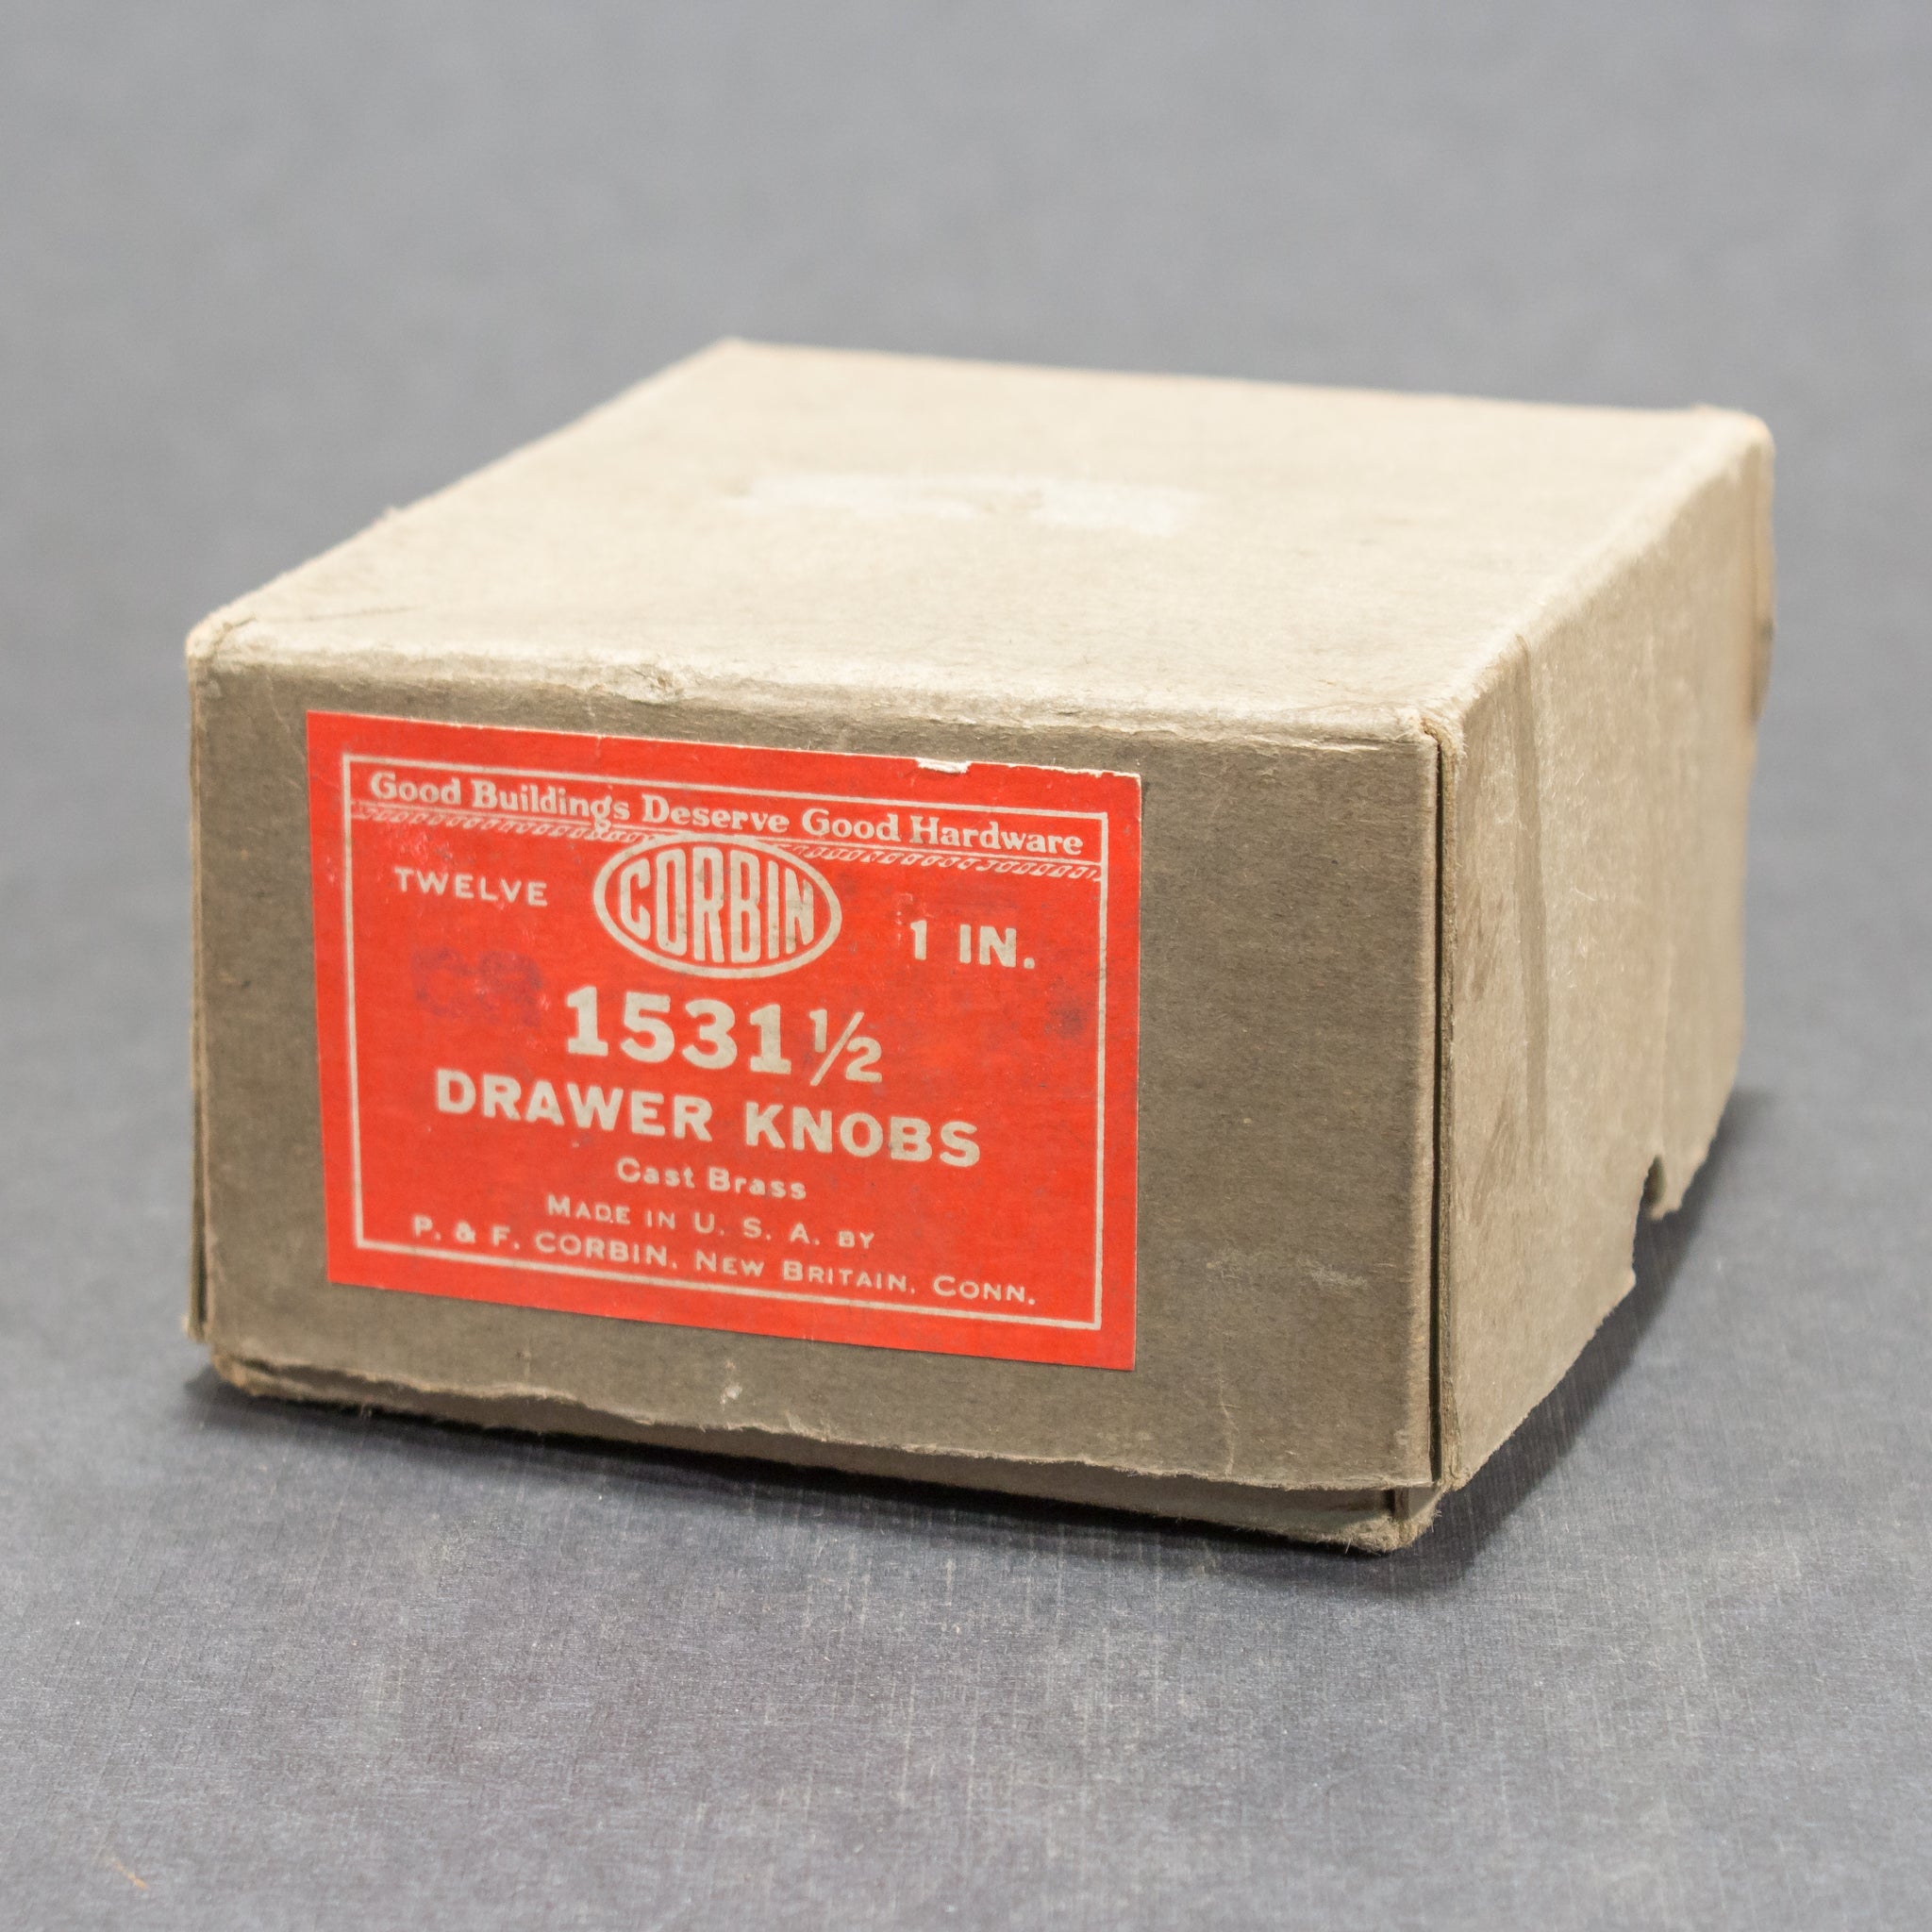 Good Buildings Deserve Good Hardware
TWELVE
CORBIN
1 IN.
1531½
DRAWER KNOBS
Cast Brass
MADE IN U. S. A. BY
P. & F. CORBIN, NEW BRITAIN, CONN.